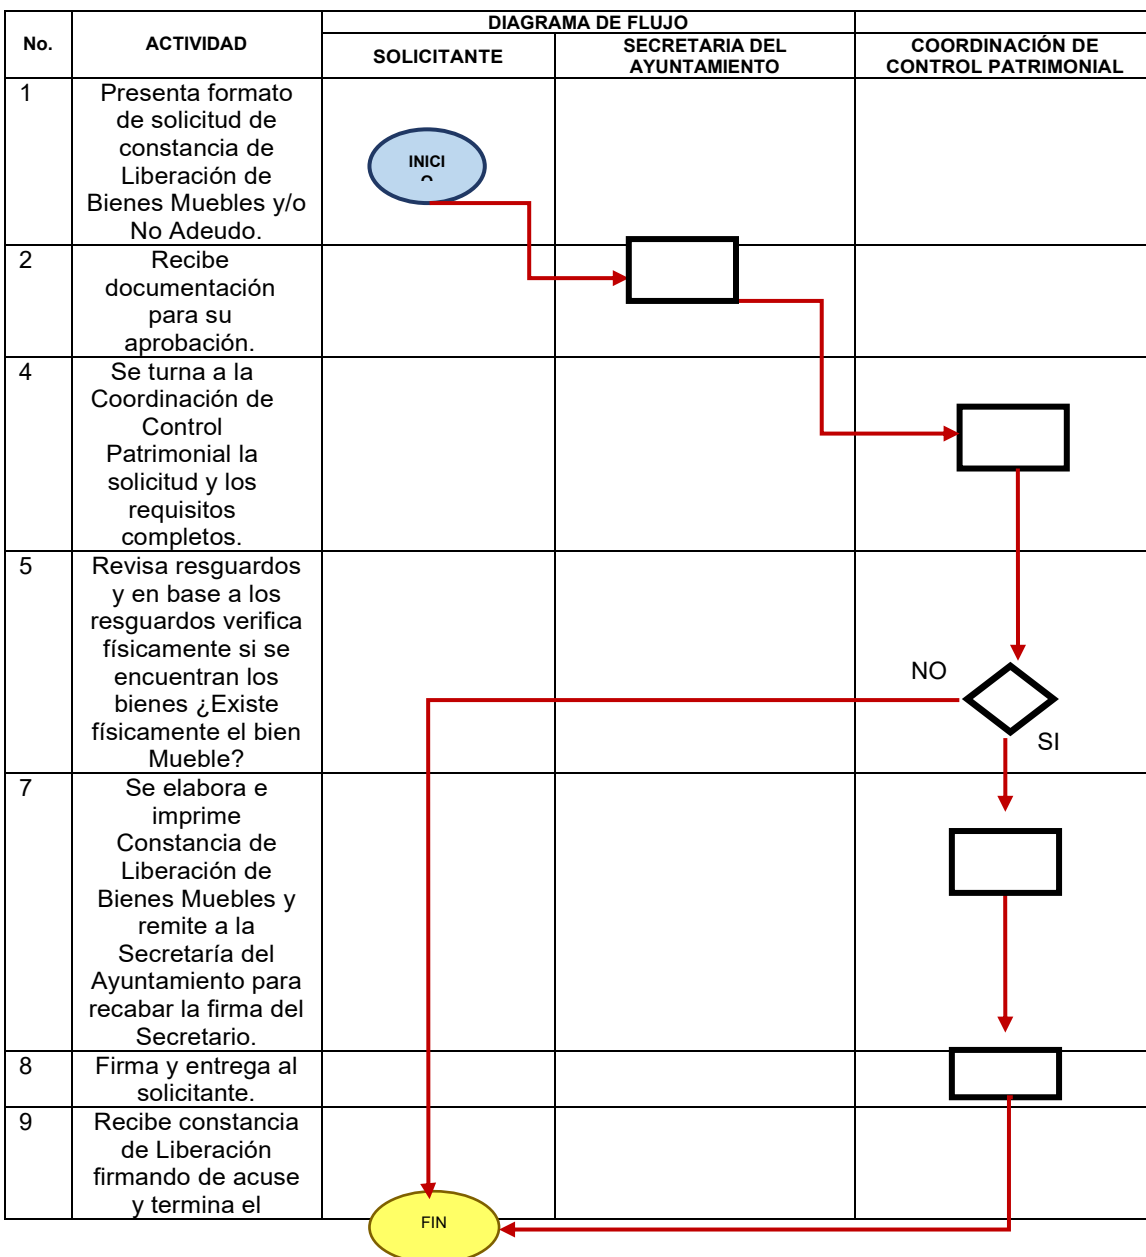 No.
ACTIVIDAD
DIAGRAMA DE FLUJO
SOLICITANTE
SECRETARIA DEL
AYUNTAMIENTO
COORDINACIÓN DE
CONTROL PATRIMONIAL
1
Presenta formato
de solicitud de
constancia de
Liberación de
Bienes Muebles y/o
No Adeudo.
INICI
O
2
Recibe
documentación
para su
aprobación.
4
Se turna a la
Coordinación de
Control
Patrimonial la
solicitud y los
requisitos
completos.
5
Revisa resguardos
y en base a los
resguardos verifica
físicamente si se
encuentran los
bienes ¿Existe
físicamente el bien
Mueble?
NO
SI
7
Se elabora e
imprime
Constancia de
Liberación de
Bienes Muebles y
remite a la
Secretaría del
Ayuntamiento para
recabar la firma del
Secretario.
8
Firma y entrega al
solicitante.
9
Recibe constancia
de Liberación
firmando de acuse
y termina el
FIN